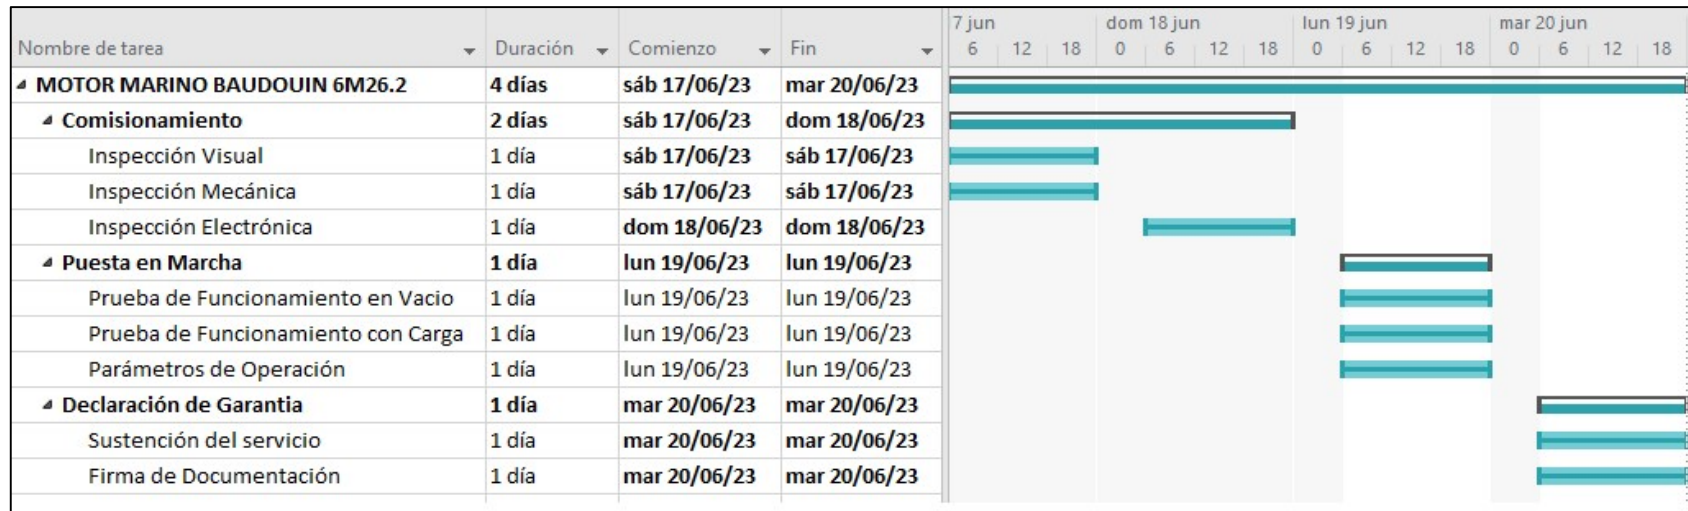 7 jun dom 18 jun lun 19 jun mar 20 jun
Nombre de tarea Duración Comienzo Fin 6 12 18 0 6 12 18 0 6 12 18 0 6 12 18
MOTOR MARINO BAUDOUIN 6M26.2 4 días sáb 17/06/23 mar 20/06/23
Comisionamiento 2 días sáb 17/06/23 dom 18/06/23
Inspección Visual 1 día sáb 17/06/23 sáb 17/06/23
Inspección Mecánica 1 día sáb 17/06/23 sáb 17/06/23
Inspección Electrónica 1 día dom 18/06/23 dom 18/06/23
Puesta en Marcha 1 día lun 19/06/23 lun 19/06/23
Prueba de Funcionamiento en Vacio 1 día lun 19/06/23 lun 19/06/23
Prueba de Funcionamiento con Carga 1 día lun 19/06/23 lun 19/06/23
Parámetros de Operación 1 día lun 19/06/23 lun 19/06/23
Declaración de Garantia 1 día mar 20/06/23 mar 20/06/23
Sustención del servicio 1 día mar 20/06/23 mar 20/06/23
Firma de Documentación 1 día mar 20/06/23 mar 20/06/23